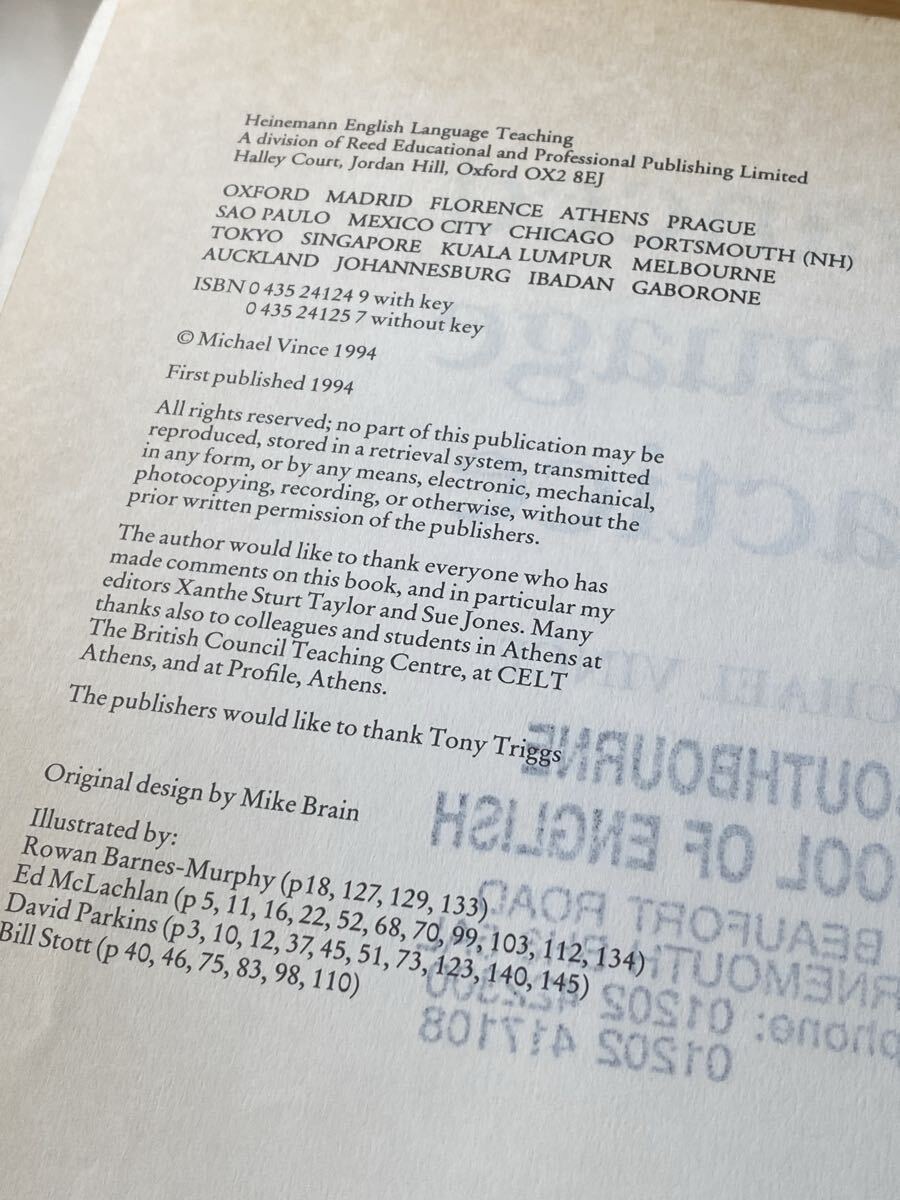 Heinemann English Language Teaching
A division of Reed Educational and Professional Publishing Limited
Halley Court, Jordan Hill, Oxford OX2 8EJ
OXFORD MADRID FLORENCE ATHENS PRAGUE
SAO PAULO MEXICO CITY CHICAGO PORTSMOUTH (NH)
TOKYO SINGAPORE KUALA LUMPUR MELBOURNE
AUCKLAND JOHANNESBURG IBADAN GABORONE
ISBN 0 435 24124 9 with key
0 435 24125 7 without key
© Michael Vince 1994
First published 1994
All rights reserved; no part of this publication may be
reproduced, stored in a retrieval system, transmitted
in any form, or by any means, electronic, mechanical,
photocopying, recording, or otherwise, without the
prior written permission of the publishers.
The author would like to thank everyone who has
made comments on this book, and in particular my
editors Xanthe Sturt Taylor and Sue Jones. Many
thanks also to colleagues and students in Athens at
The British Council Teaching Centre, at CELT
Athens, and at Profile, Athens.
The publishers would like to thank Tony Triggs
Original design by Mike Brain
Illustrated by:
Rowan Barnes-Murphy (p18, 127, 129, 133)
Ed McLachlan (p 5, 11, 16, 22, 52, 68, 70, 99, 103, 112, 134)
David Parkins (p3, 10, 12, 37, 45, 51, 73, 123, 140, 145)
Bill Stott (p 40, 46, 75, 83, 98, 110)
OUTHBOURNE
OOL OF ENGLISH
BEAUFORT ROAD
phone: 01202
01202 417108